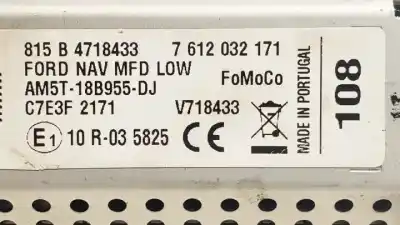 815 B 4718433 7 612 032 171
FORD NAV MFD LOW
FoMoCo
AM5T-18B955-DJ
C7E3F 2171 V718433
E1 10 R-03 5825 CE
MADE IN PORTUGAL
108